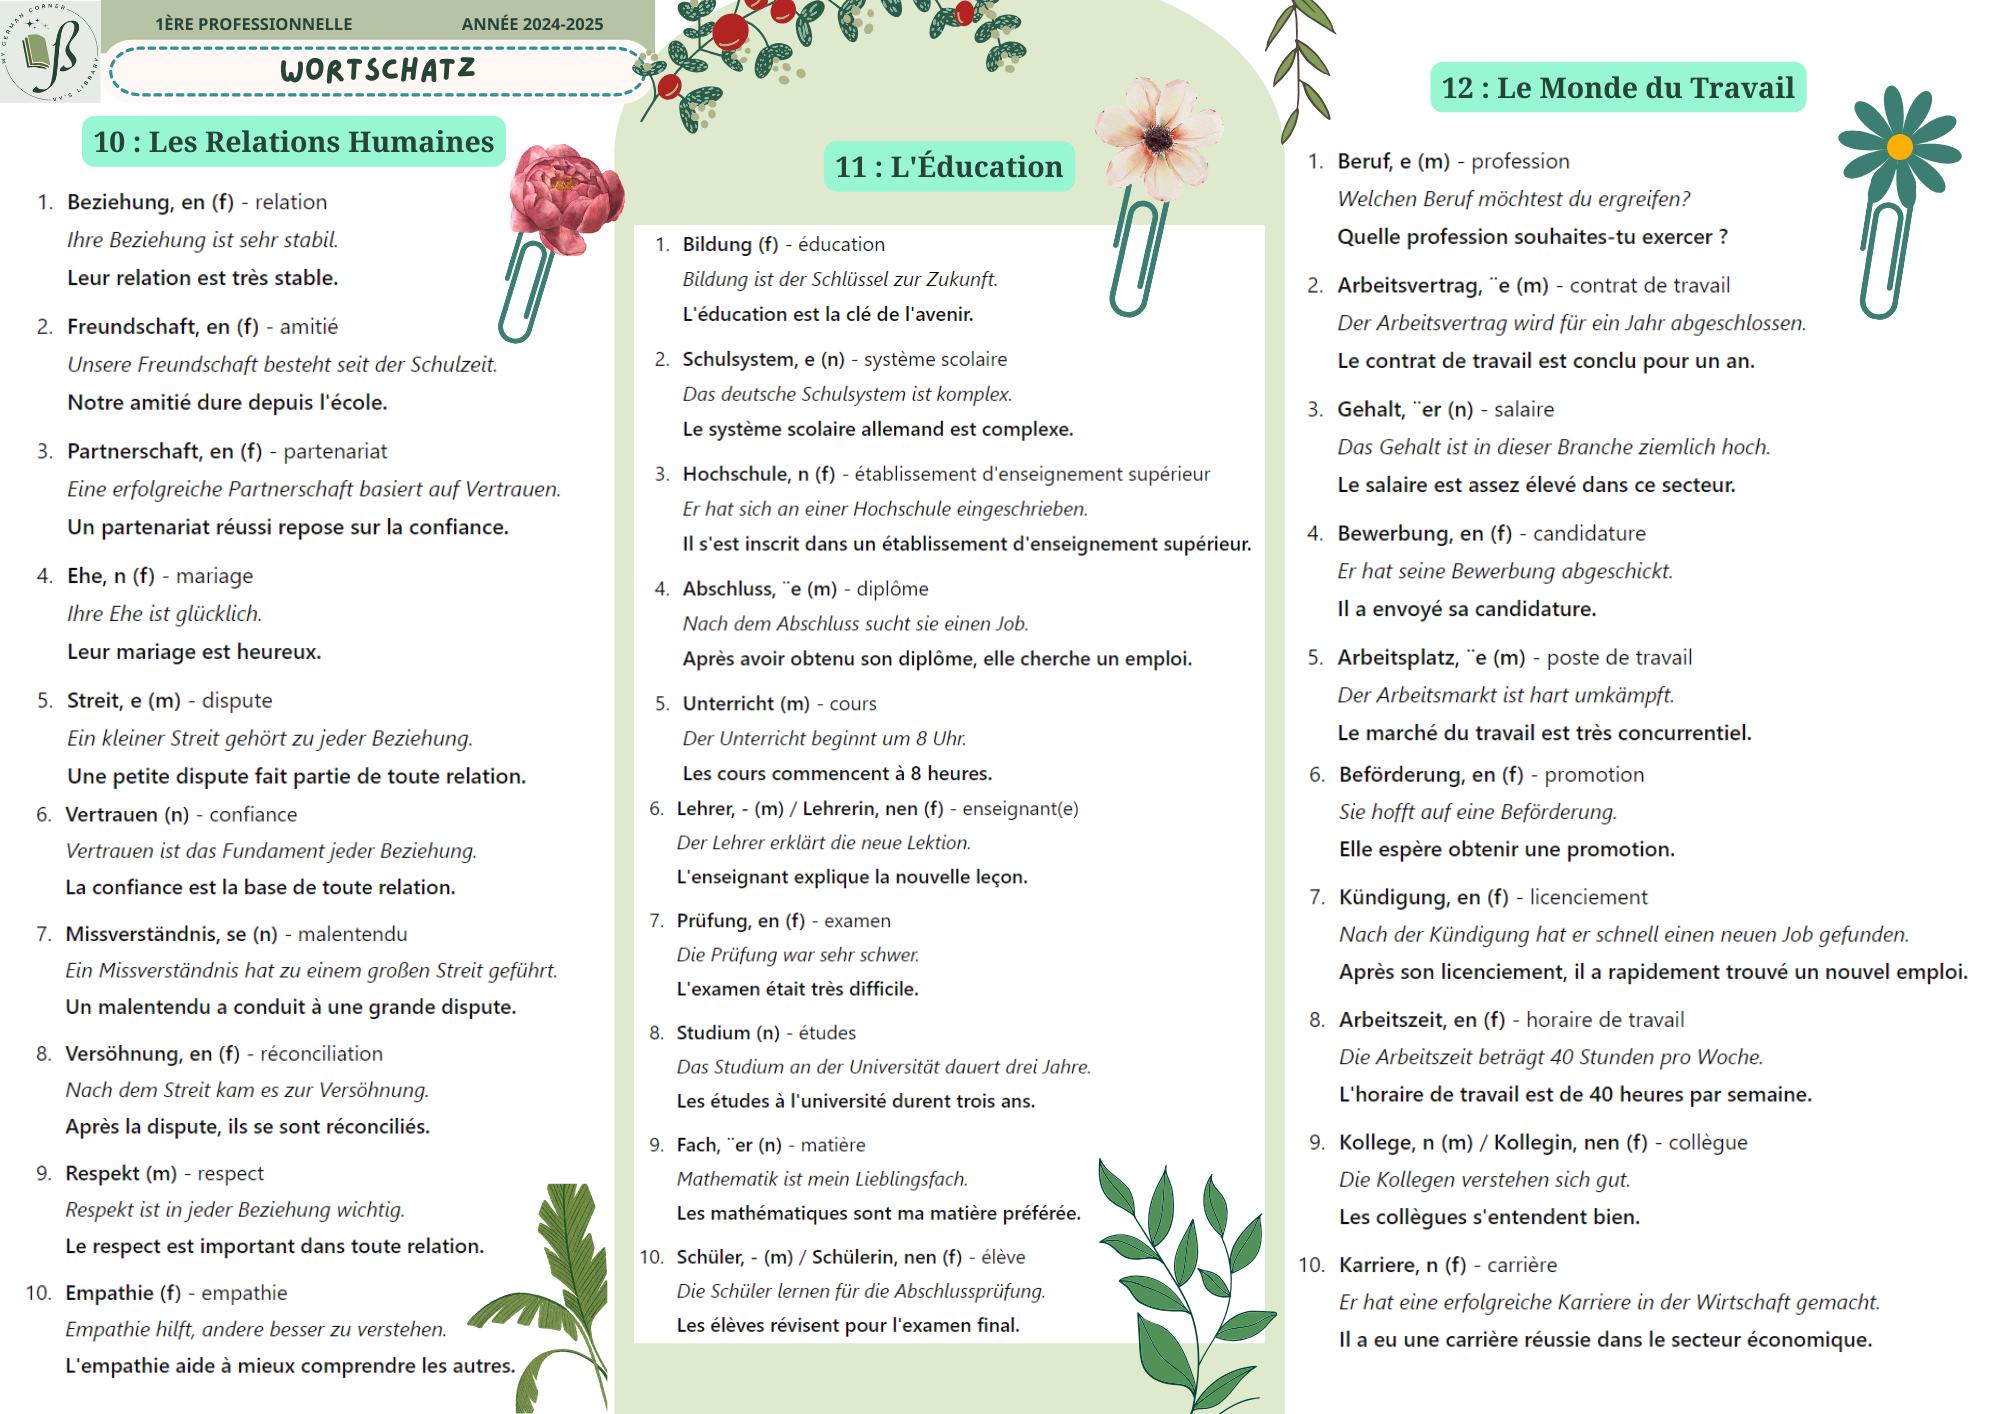 MY GERMAN CORNER
VY'S LIBRARY
ß
1ÈRE PROFESSIONNELLE
ANNÉE 2024-2025
WORTSCHATZ
10 : Les Relations Humaines
1. Beziehung, en (f) - relation
Ihre Beziehung ist sehr stabil.
Leur relation est très stable.
2. Freundschaft, en (f) - amitié
Unsere Freundschaft besteht seit der Schulzeit.
Notre amitié dure depuis l'école.
3. Partnerschaft, en (f) - partenariat
Eine erfolgreiche Partnerschaft basiert auf Vertrauen.
Un partenariat réussi repose sur la confiance.
4. Ehe, n (f) - mariage
Ihre Ehe ist glücklich.
Leur mariage est heureux.
5. Streit, e (m) - dispute
Ein kleiner Streit gehört zu jeder Beziehung.
Une petite dispute fait partie de toute relation.
6. Vertrauen (n) - confiance
Vertrauen ist das Fundament jeder Beziehung.
La confiance est la base de toute relation.
7. Missverständnis, se (n) - malentendu
Ein Missverständnis hat zu einem großen Streit geführt.
Un malentendu a conduit à une grande dispute.
8. Versöhnung, en (f) - réconciliation
Nach dem Streit kam es zur Versöhnung.
Après la dispute, ils se sont réconciliés.
9. Respekt (m) - respect
Respekt ist in jeder Beziehung wichtig.
Le respect est important dans toute relation.
10. Empathie (f) - empathie
Empathie hilft, andere besser zu verstehen.
L'empathie aide à mieux comprendre les autres.
11 : L'Éducation
1. Bildung (f) - éducation
Bildung ist der Schlüssel zur Zukunft.
L'éducation est la clé de l'avenir.
2. Schulsystem, e (n) - système scolaire
Das deutsche Schulsystem ist komplex.
Le système scolaire allemand est complexe.
3. Hochschule, n (f) - établissement d'enseignement supérieur
Er hat sich an einer Hochschule eingeschrieben.
Il s'est inscrit dans un établissement d'enseignement supérieur.
4. Abschluss, ¨e (m) - diplôme
Nach dem Abschluss sucht sie einen Job.
Après avoir obtenu son diplôme, elle cherche un emploi.
5. Unterricht (m) - cours
Der Unterricht beginnt um 8 Uhr.
Les cours commencent à 8 heures.
6. Lehrer, - (m) / Lehrerin, nen (f) - enseignant(e)
Der Lehrer erklärt die neue Lektion.
L'enseignant explique la nouvelle leçon.
7. Prüfung, en (f) - examen
Die Prüfung war sehr schwer.
L'examen était très difficile.
8. Studium (n) - études
Das Studium an der Universität dauert drei Jahre.
Les études à l'université durent trois ans.
9. Fach, ¨er (n) - matière
Mathematik ist mein Lieblingsfach.
Les mathématiques sont ma matière préférée.
10. Schüler, - (m) / Schülerin, nen (f) - élève
Die Schüler lernen für die Abschlussprüfung.
Les élèves révisent pour l'examen final.
12 : Le Monde du Travail
1. Beruf, e (m) - profession
Welchen Beruf möchtest du ergreifen?
Quelle profession souhaites-tu exercer ?
2. Arbeitsvertrag, ¨e (m) - contrat de travail
Der Arbeitsvertrag wird für ein Jahr abgeschlossen.
Le contrat de travail est conclu pour un an.
3. Gehalt, ¨er (n) - salaire
Das Gehalt ist in dieser Branche ziemlich hoch.
Le salaire est assez élevé dans ce secteur.
4. Bewerbung, en (f) - candidature
Er hat seine Bewerbung abgeschickt.
Il a envoyé sa candidature.
5. Arbeitsplatz, ¨e (m) - poste de travail
Der Arbeitsmarkt ist hart umkämpft.
Le marché du travail est très concurrentiel.
6. Beförderung, en (f) - promotion
Sie hofft auf eine Beförderung.
Elle espère obtenir une promotion.
7. Kündigung, en (f) - licenciement
Nach der Kündigung hat er schnell einen neuen Job gefunden.
Après son licenciement, il a rapidement trouvé un nouvel emploi.
8. Arbeitszeit, en (f) - horaire de travail
Die Arbeitszeit beträgt 40 Stunden pro Woche.
L'horaire de travail est de 40 heures par semaine.
9. Kollege, n (m) / Kollegin, nen (f) - collègue
Die Kollegen verstehen sich gut.
Les collègues s'entendent bien.
10. Karriere, n (f) - carrière
Er hat eine erfolgreiche Karriere in der Wirtschaft gemacht.
Il a eu une carrière réussie dans le secteur économique.